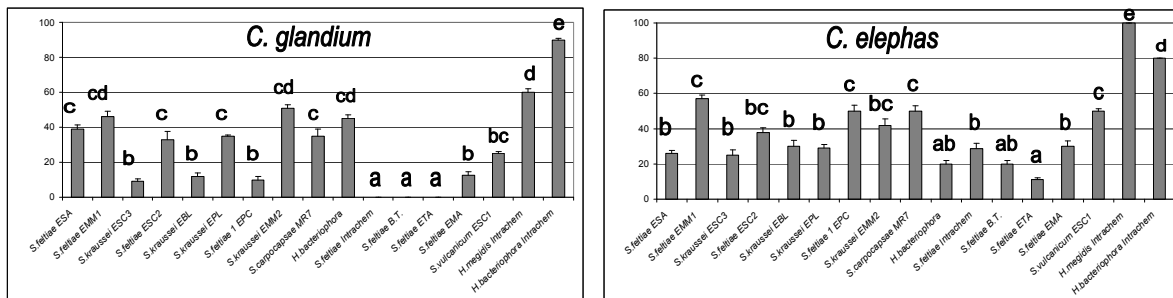 C. glandium
100
80
60
40
20
0
c
cd
b
c
b
c
b
cd
c
cd
a
a
a
b
bc
d
e
S.feltiae ESA
S.feltiae EMM1
S.kraussei ESC3
S.feltiae ESC2
S.kraussei EBL
S.kraussei EPL
S.feltiae 1 EPC
S.kraussei EMM2
S.carpocapsae MR7
H.bacteriophora
S.feltiae Intrachem
S.feltiae B.T.
S.feltiae ETA
S.feltiae EMA
S.vulcanicum ESC1
H.megidis Intrachem
H.bacteriophora Intrachem
C. elephas
100
80
60
40
20
0
b
c
b
bc
b
b
c
bc
c
ab
b
ab
a
b
c
e
d
S.feltiae ESA
S.feltiae EMM1
S.kraussei ESC3
S.feltiae ESC2
S.kraussei EBL
S.kraussei EPL
S.feltiae 1 EPC
S.kraussei EMM2
S.carpocapsae MR7
H.bacteriophora
S.feltiae Intrachem
S.feltiae B.T.
S.feltiae ETA
S.feltiae EMA
S.vulcanicum ESC1
H.megidis Intrachem
H.bacteriophora Intrachem